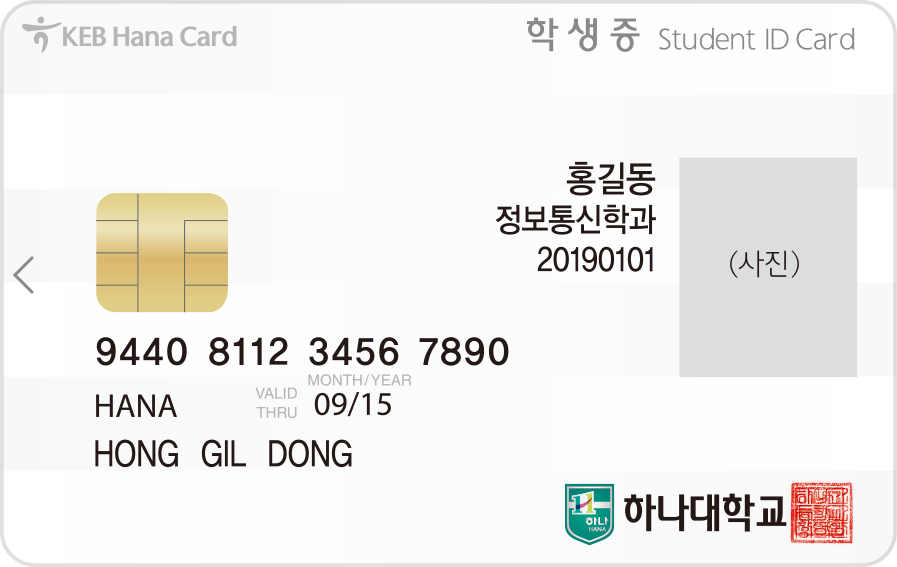 KEB Hana Card
학생증 Student ID Card
홍길동
정보통신학과
20190101
(사진)
9440 8112 3456 7890
MONTH/YEAR
HANA VALID THRU 09/15
HONG GIL DONG
하나 HANA
하나대학교